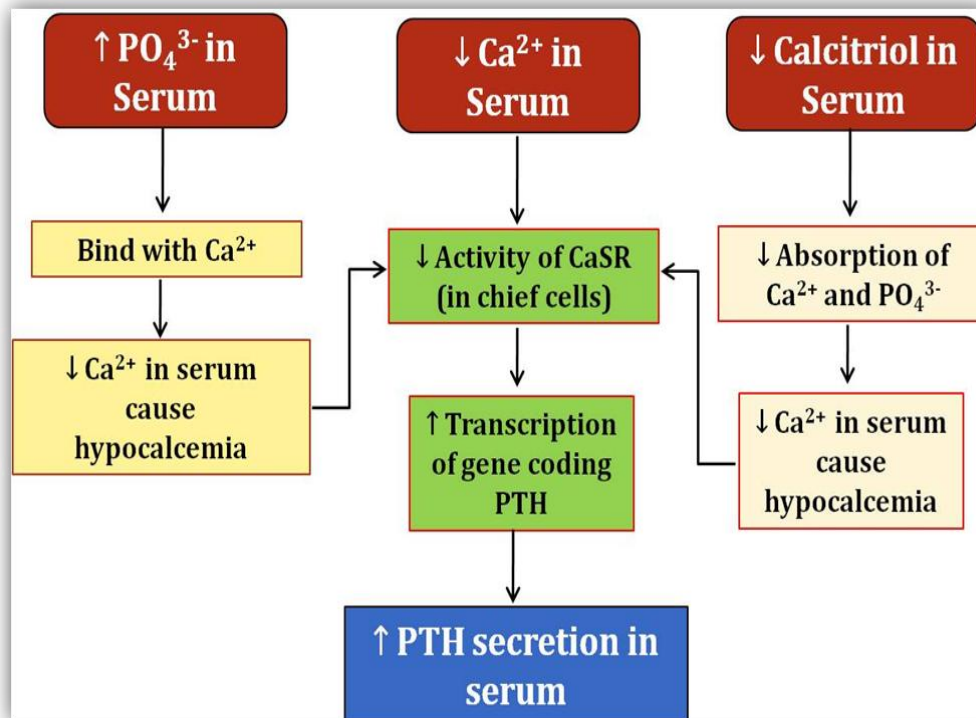 ↑ PO₄³⁻ in
Serum
↓ Ca²⁺ in
Serum
↓ Calcitriol in
Serum
Bind with Ca²⁺
↓ Activity of CaSR
(in chief cells)
↓ Absorption of
Ca²⁺ and PO₄³⁻
↓ Ca²⁺ in serum
cause
hypocalcemia
↑ Transcription
of gene coding
PTH
↓ Ca²⁺ in serum
cause
hypocalcemia
↑ PTH secretion in
serum